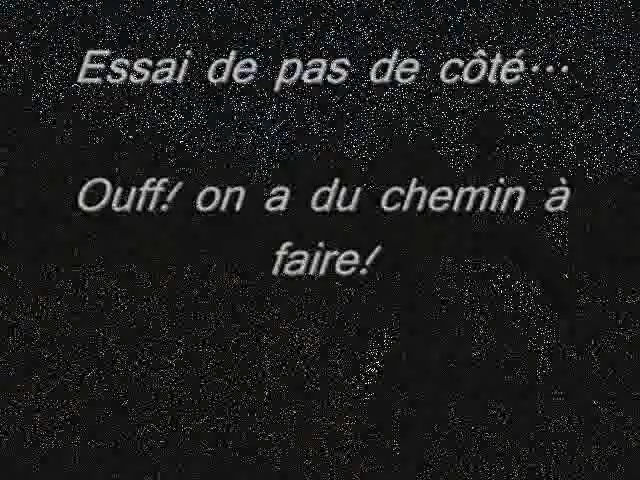 Essai de pas de côté...
Ouff! on a du chemin à
faire!